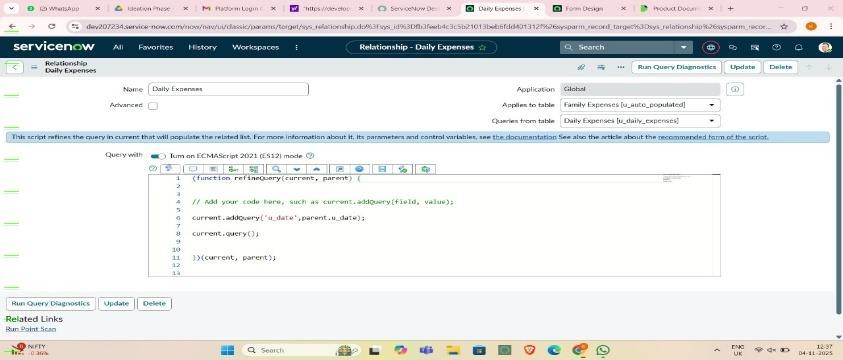 (2) WhatsApp
Ideation Phase
Platform Login
"https://develop
ServiceNow De
Daily Expenses
Form Design
Product Docum
dev207234.service-now.com/now/nav/ui/classic/params/target/sys_relationship.do
servicenow All Favorites History Workspaces Relationship - Daily Expenses Search
Relationship
Daily Expenses
Run Query Diagnostics Update Delete
Name Daily Expenses
Application Global
Advanced
Applies to table Family Expenses [u_auto_populated]
Queries from table Daily Expenses [u_daily_expenses]
This script refines the query in current that will populate the related list. For more information about it, its parameters and control variables, see the documentation See also the article about the recommended form of the script.
Query with Turn on ECMAScript 2021 (ES12) mode
1 (function refineQuery(current, parent) {
2
3
4 // Add your code here, such as current.addQuery(field, value);
5
6 current.addQuery('u_date',parent.u_date);
7
8 current.query();
9
10
11 })(current, parent);
12
13
Run Query Diagnostics Update Delete
Related Links
Run Point Scan
NIFTY
-0.36%
Search
ENG
UK
12:37
04-11-2025